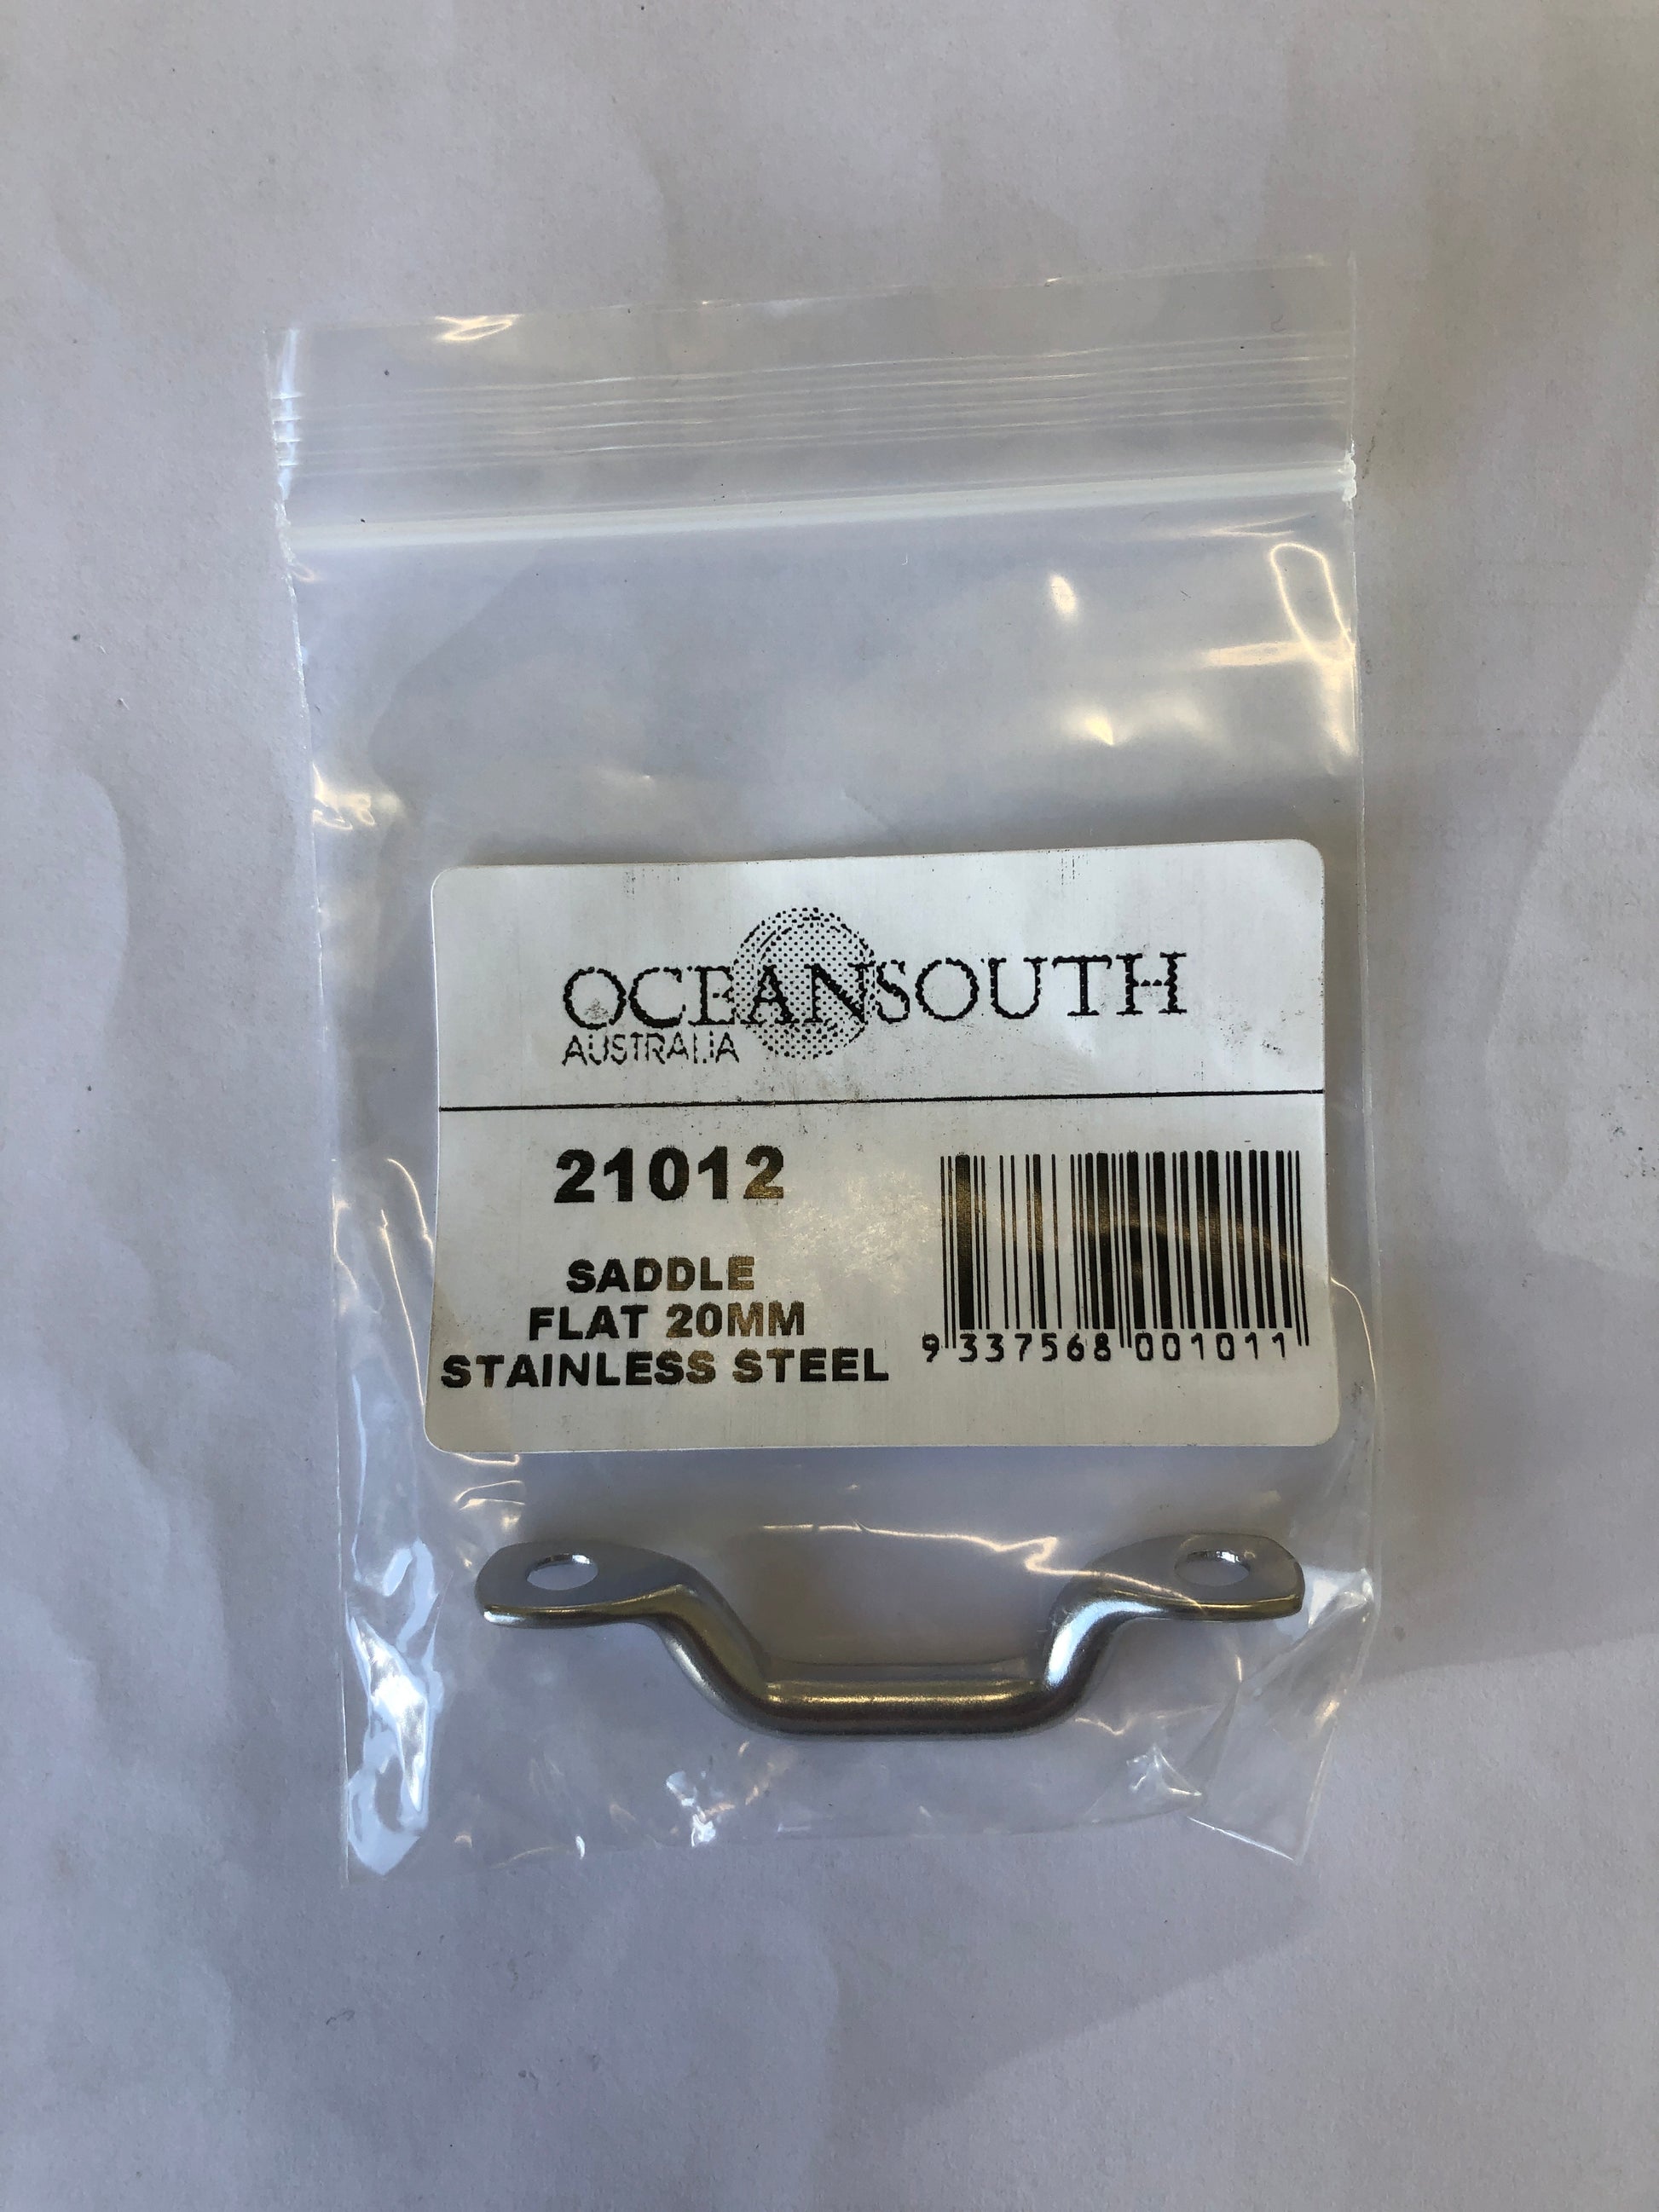 OCEANSOUTH
AUSTRALIA
21012
SADDLE
FLAT 20MM
STAINLESS STEEL
9 337568 001011